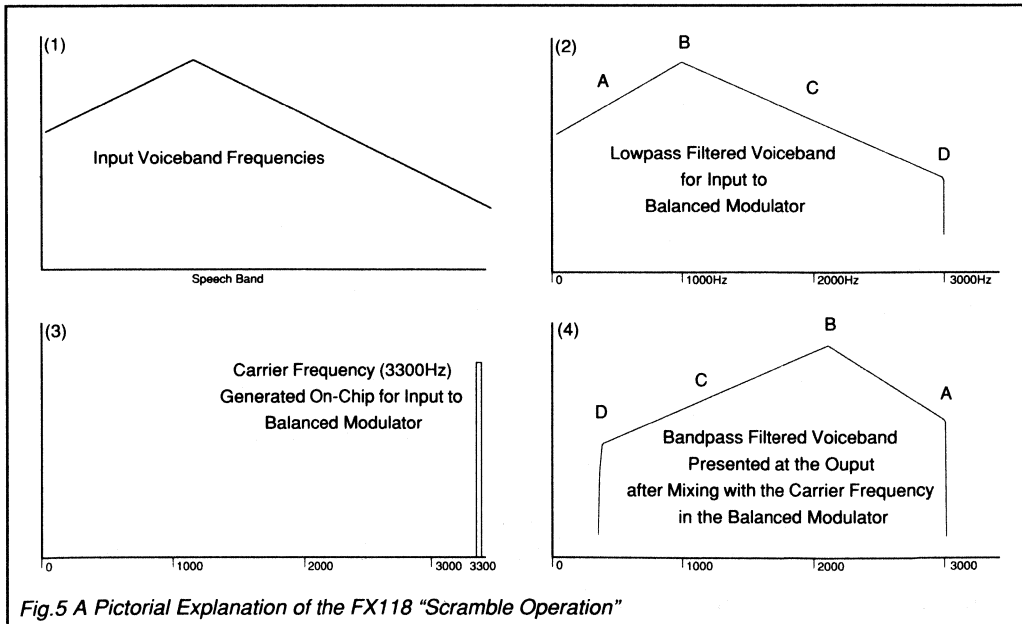 (1)
Input Voiceband Frequencies
Speech Band
(2)
A
B
C
D
Lowpass Filtered Voiceband
for Input to
Balanced Modulator
0
1000Hz
2000Hz
3000Hz
(3)
Carrier Frequency (3300Hz)
Generated On-Chip for Input to
Balanced Modulator
0
1000
2000
3000
3300
(4)
B
C
A
D
Bandpass Filtered Voiceband
Presented at the Ouput
after Mixing with the Carrier Frequency
in the Balanced Modulator
0
1000
2000
3000
Fig.5 A Pictorial Explanation of the FX118 “Scramble Operation”